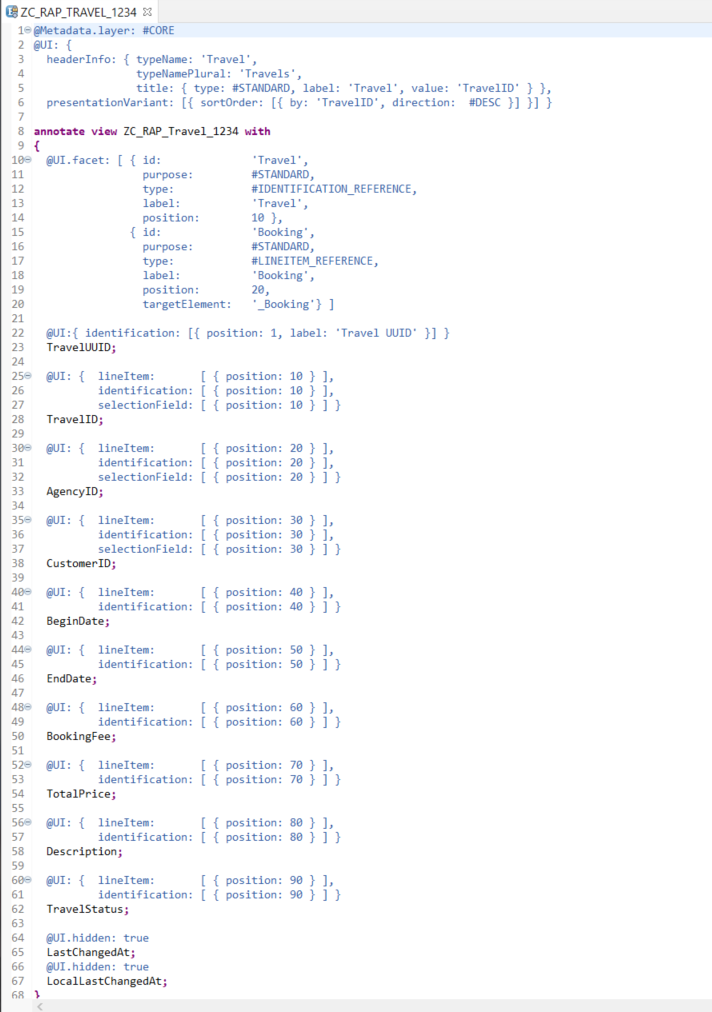 ZC_RAP_TRAVEL_1234
1 @Metadata.layer: #CORE
2 @UI: {
3   headerInfo: { typeName: 'Travel',
4                 typeNamePlural: 'Travels',
5                 title: { type: #STANDARD, label: 'Travel', value: 'TravelID' } },
6   presentationVariant: [{ sortOrder: [{ by: 'TravelID', direction:  #DESC }] }] }
7
8 annotate view ZC_RAP_Travel_1234 with
9 {
10   @UI.facet: [ { id:              'Travel',
11                  purpose:         #STANDARD,
12                  type:            #IDENTIFICATION_REFERENCE,
13                  label:           'Travel',
14                  position:        10 },
15                { id:              'Booking',
16                  purpose:         #STANDARD,
17                  type:            #LINEITEM_REFERENCE,
18                  label:           'Booking',
19                  position:        20,
20                  targetElement:   '_Booking'} ]
21
22   @UI:{ identification: [{ position: 1, label: 'Travel UUID' }] }
23   TravelUUID;
24
25   @UI: {  lineItem:       [ { position: 10 } ],
26           identification: [ { position: 10 } ],
27           selectionField: [ { position: 10 } ] }
28   TravelID;
29
30   @UI: {  lineItem:       [ { position: 20 } ],
31           identification: [ { position: 20 } ],
32           selectionField: [ { position: 20 } ] }
33   AgencyID;
34
35   @UI: {  lineItem:       [ { position: 30 } ],
36           identification: [ { position: 30 } ],
37           selectionField: [ { position: 30 } ] }
38   CustomerID;
39
40   @UI: {  lineItem:       [ { position: 40 } ],
41           identification: [ { position: 40 } ] }
42   BeginDate;
43
44   @UI: {  lineItem:       [ { position: 50 } ],
45           identification: [ { position: 50 } ] }
46   EndDate;
47
48   @UI: {  lineItem:       [ { position: 60 } ],
49           identification: [ { position: 60 } ] }
50   BookingFee;
51
52   @UI: {  lineItem:       [ { position: 70 } ],
53           identification: [ { position: 70 } ] }
54   TotalPrice;
55
56   @UI: {  lineItem:       [ { position: 80 } ],
57           identification: [ { position: 80 } ] }
58   Description;
59
60   @UI: {  lineItem:       [ { position: 90 } ],
61           identification: [ { position: 90 } ] }
62   TravelStatus;
63
64   @UI.hidden: true
65   LastChangedAt;
66   @UI.hidden: true
67   LocalLastChangedAt;
68 }